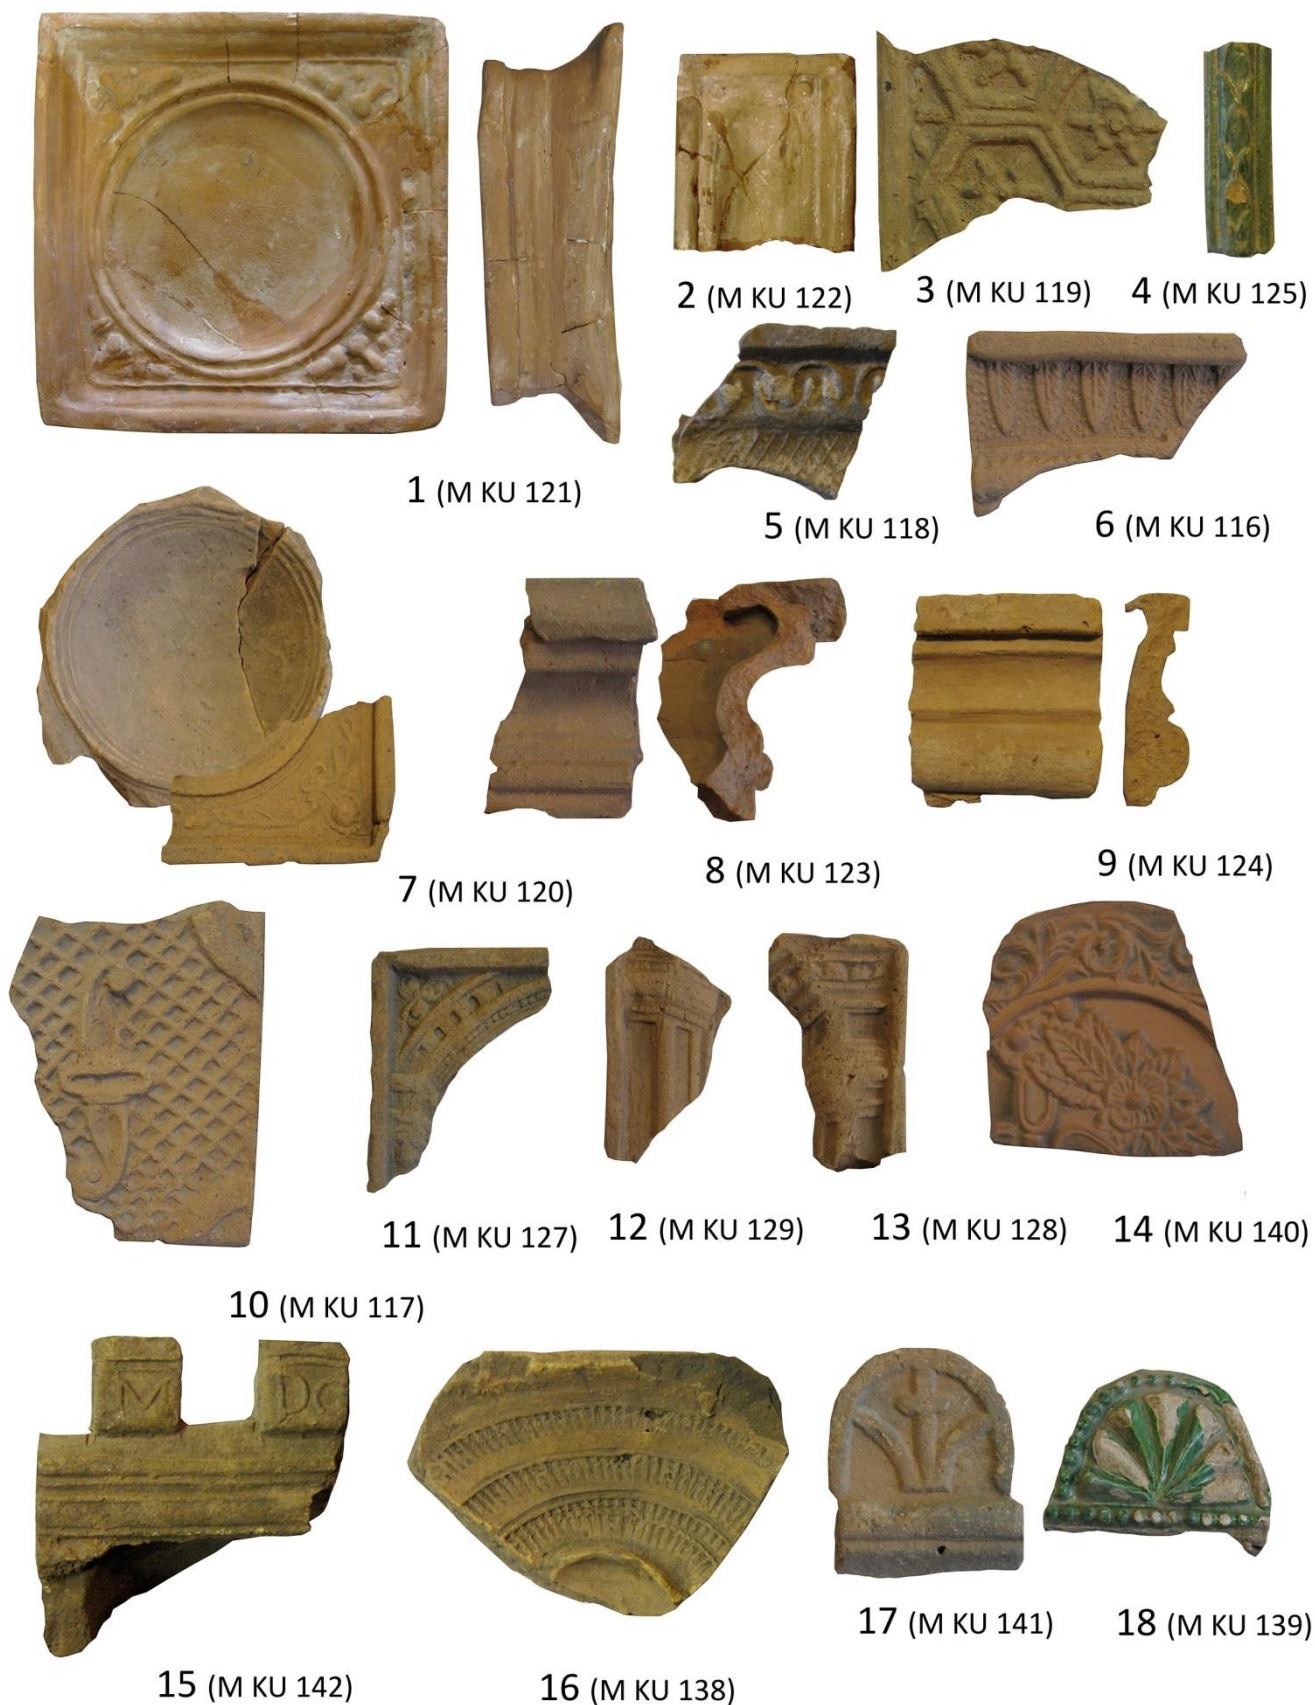 2 (M KU 122)
3 (M KU 119)
4 (M KU 125)
1 (M KU 121)
5 (M KU 118)
6 (M KU 116)
7 (M KU 120)
8 (M KU 123)
9 (M KU 124)
11 (M KU 127)
12 (M KU 129)
13 (M KU 128)
14 (M KU 140)
10 (M KU 117)
M DC
15 (M KU 142)
16 (M KU 138)
17 (M KU 141)
18 (M KU 139)